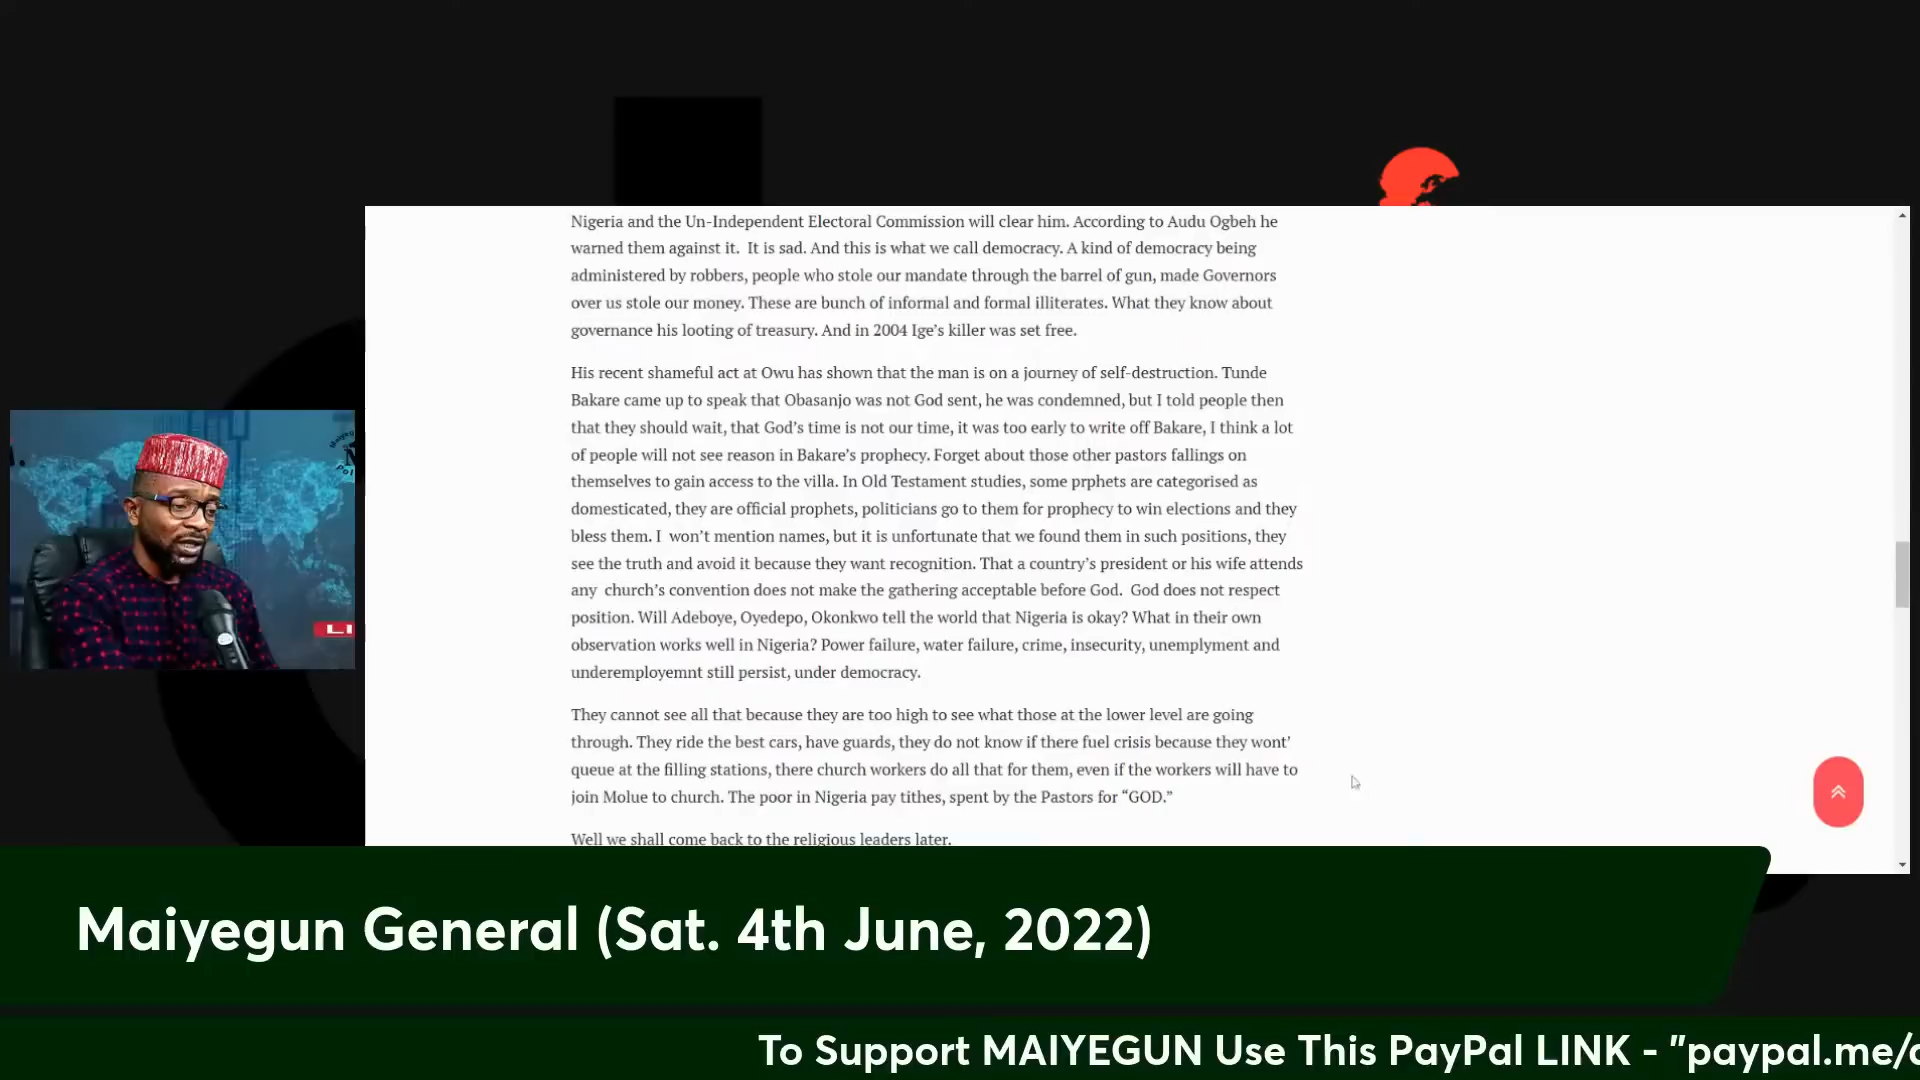 Nigeria and the Un-Independent Electoral Commission will clear him. According to Audu Ogbeh he
warned them against it.  It is sad. And this is what we call democracy. A kind of democracy being
administered by robbers, people who stole our mandate through the barrel of gun, made Governors
over us stole our money. These are bunch of informal and formal illiterates. What they know about
governance his looting of treasury. And in 2004 Ige's killer was set free.
His recent shameful act at Owu has shown that the man is on a journey of self-destruction. Tunde
Bakare came up to speak that Obasanjo was not God sent, he was condemned, but I told people then
that they should wait, that God's time is not our time, it was too early to write off Bakare, I think a lot
of people will not see reason in Bakare's prophecy. Forget about those other pastors fallings on
themselves to gain access to the villa. In Old Testament studies, some prphets are categorised as
domesticated, they are official prophets, politicians go to them for prophecy to win elections and they
bless them. I  won't mention names, but it is unfortunate that we found them in such positions, they
see the truth and avoid it because they want recognition. That a country's president or his wife attends
any  church's convention does not make the gathering acceptable before God.  God does not respect
position. Will Adeboye, Oyedepo, Okonkwo tell the world that Nigeria is okay? What in their own
observation works well in Nigeria? Power failure, water failure, crime, insecurity, unemplyment and
underemployemnt still persist, under democracy.
They cannot see all that because they are too high to see what those at the lower level are going
through. They ride the best cars, have guards, they do not know if there fuel crisis because they wont'
queue at the filling stations, there church workers do all that for them, even if the workers will have to
join Molue to church. The poor in Nigeria pay tithes, spent by the Pastors for “GOD.”
Well we shall come back to the religious leaders later.
LI
Maiyegun General (Sat. 4th June, 2022)
To Support MAIYEGUN Use This PayPal LINK - "paypal.me/